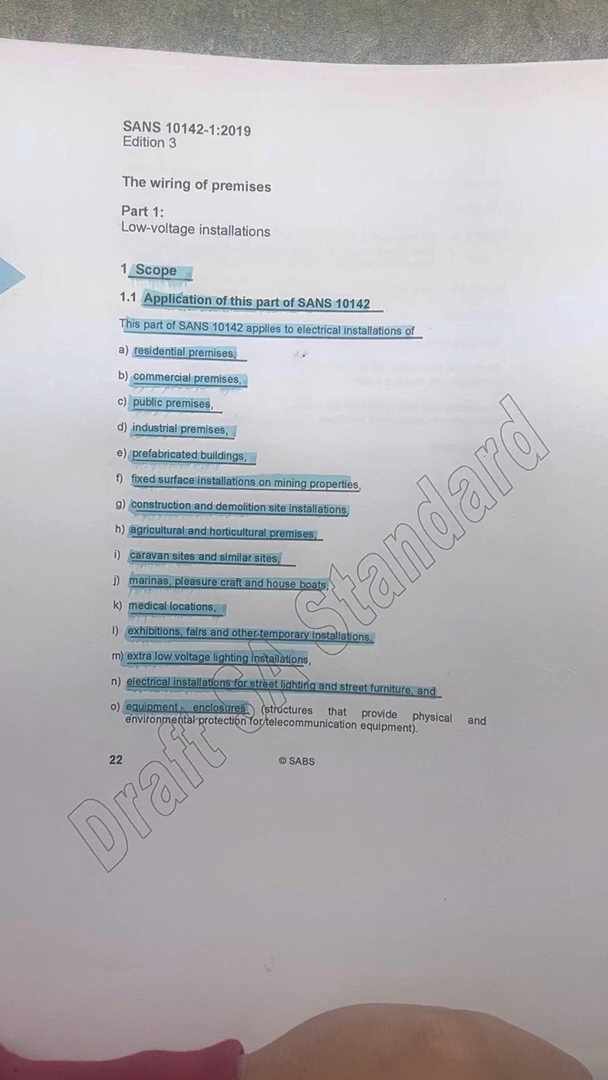 SANS 10142-1:2019
Edition 3
The wiring of premises
Part 1:
Low-voltage installations
1 Scope
1.1 Application of this part of SANS 10142
This part of SANS 10142 applies to electrical installations of
a) residential premises,
b) commercial premises,
c) public premises,
d) industrial premises,
e) prefabricated buildings,
f) fixed surface installations on mining properties,
g) construction and demolition site installations,
h) agricultural and horticultural premises,
i) caravan sites and similar sites,
j) marinas, pleasure craft and house boats,
k) medical locations,
l) exhibitions, fairs and other temporary installations,
m) extra low voltage lighting installations,
n) electrical installations for street lighting and street furniture, and
o) equipment enclosures (structures that provide physical and
environmental protection for telecommunication equipment).
22 © SABS
Draft SA Standard